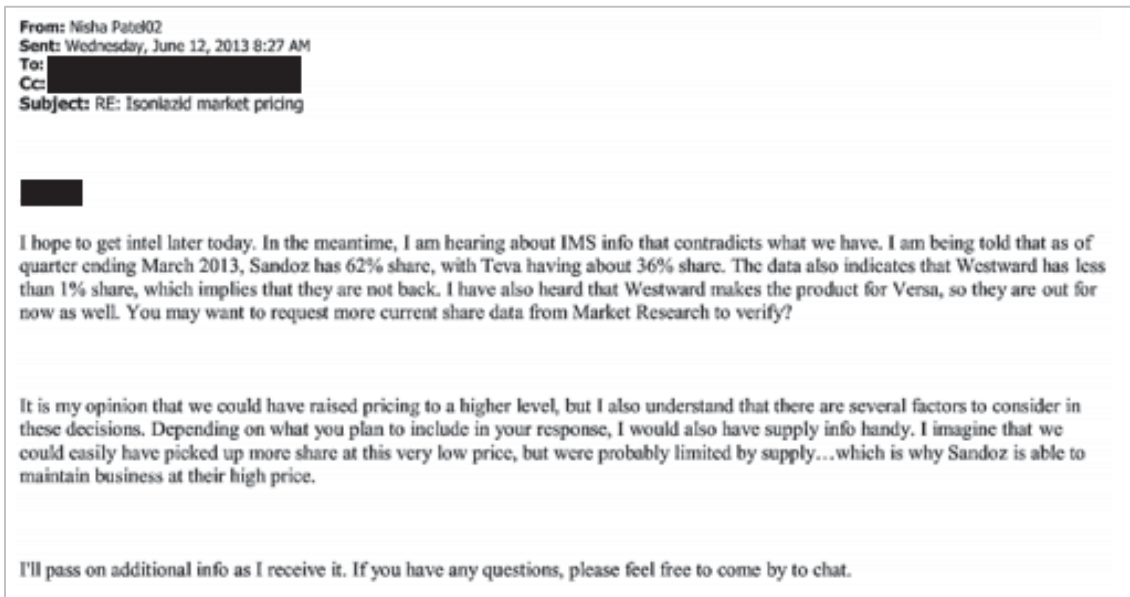 From: Nisha Patel02
Sent: Wednesday, June 12, 2013 8:27 AM
To:
Cc:
Subject: RE: Isoniazid market pricing
I hope to get intel later today. In the meantime, I am hearing about IMS info that contradicts what we have. I am being told that as of
quarter ending March 2013, Sandoz has 62% share, with Teva having about 36% share. The data also indicates that Westward has less
than 1% share, which implies that they are not back. I have also heard that Westward makes the product for Versa, so they are out for
now as well. You may want to request more current share data from Market Research to verify?
It is my opinion that we could have raised pricing to a higher level, but I also understand that there are several factors to consider in
these decisions. Depending on what you plan to include in your response, I would also have supply info handy. I imagine that we
could easily have picked up more share at this very low price, but were probably limited by supply…which is why Sandoz is able to
maintain business at their high price.
I'll pass on additional info as I receive it. If you have any questions, please feel free to come by to chat.